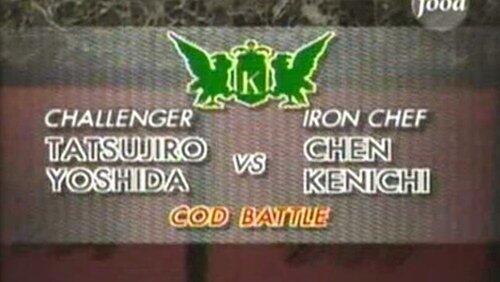 food
K
CHALLENGER
TATSUJIRO
YOSHIDA
VS
IRON CHEF
CHEN
KENICHI
COD BATTLE